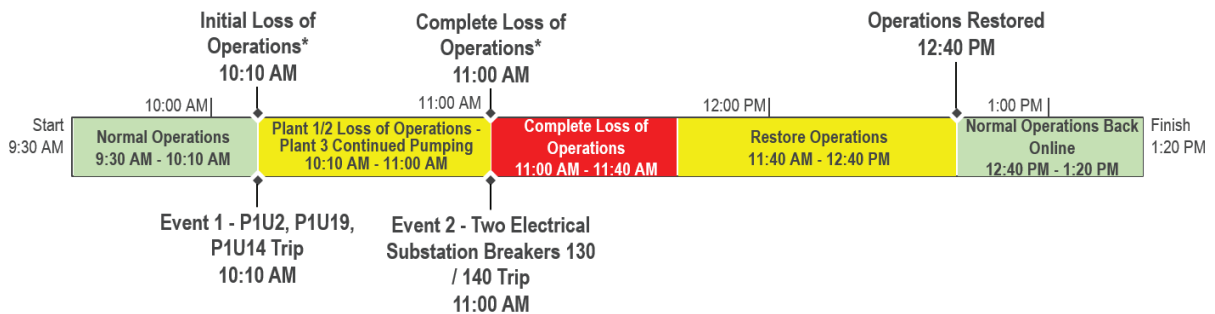 Initial Loss of
Operations*
10:10 AM
Complete Loss of
Operations*
11:00 AM
Operations Restored
12:40 PM
10:00 AM
11:00 AM
12:00 PM
1:00 PM
Start
9:30 AM
Normal Operations
9:30 AM - 10:10 AM
Plant 1/2 Loss of Operations -
Plant 3 Continued Pumping
10:10 AM - 11:00 AM
Complete Loss of
Operations
11:00 AM - 11:40 AM
Restore Operations
11:40 AM - 12:40 PM
Normal Operations Back
Online
12:40 PM - 1:20 PM
Finish
1:20 PM
Event 1 - P1U2, P1U19,
P1U14 Trip
10:10 AM
Event 2 - Two Electrical
Substation Breakers 130
/ 140 Trip
11:00 AM